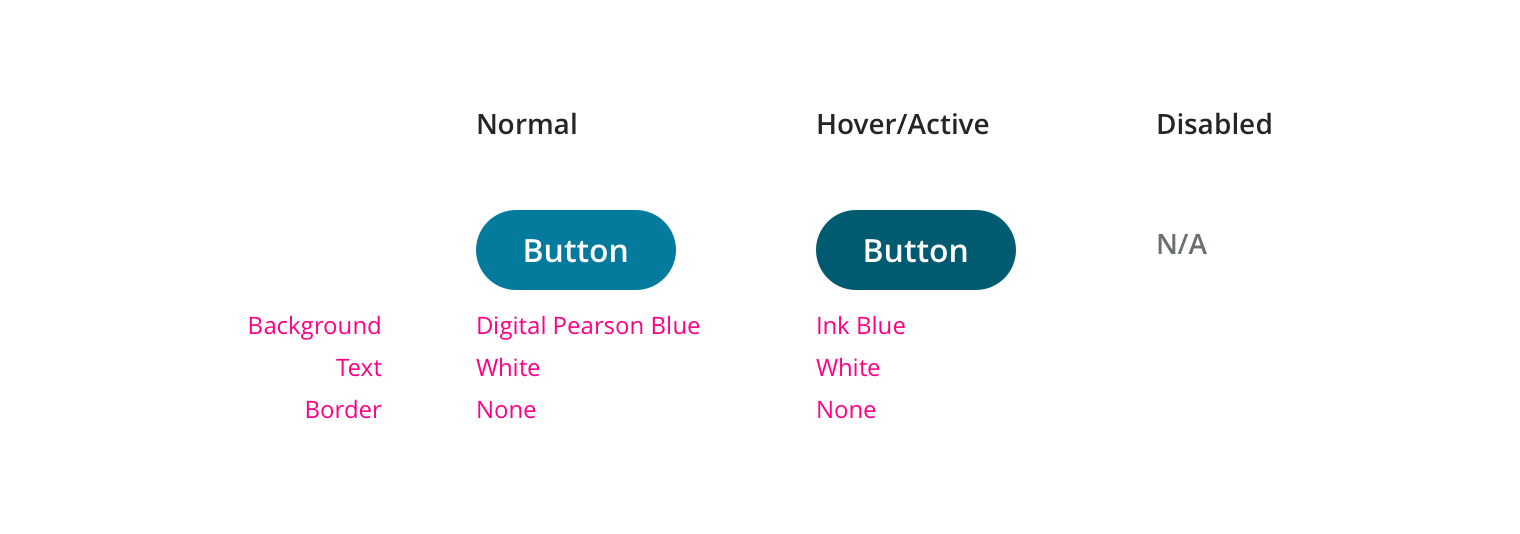 Normal Hover/Active Disabled
Button Button N/A
Background Digital Pearson Blue Ink Blue
Text White White
Border None None